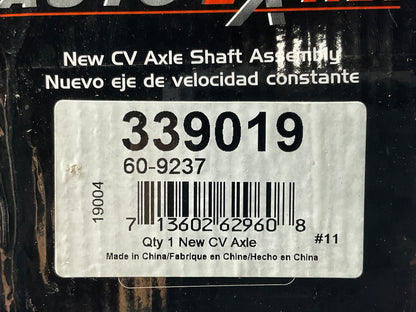 New CV Axle Shaft Assembly
Nuevo eje de velocidad constante
339019
60-9237
19004
7 13602 62960 8
Qty 1 New CV Axle
#11
Made in China/Fabrique en Chine/Hecho en China